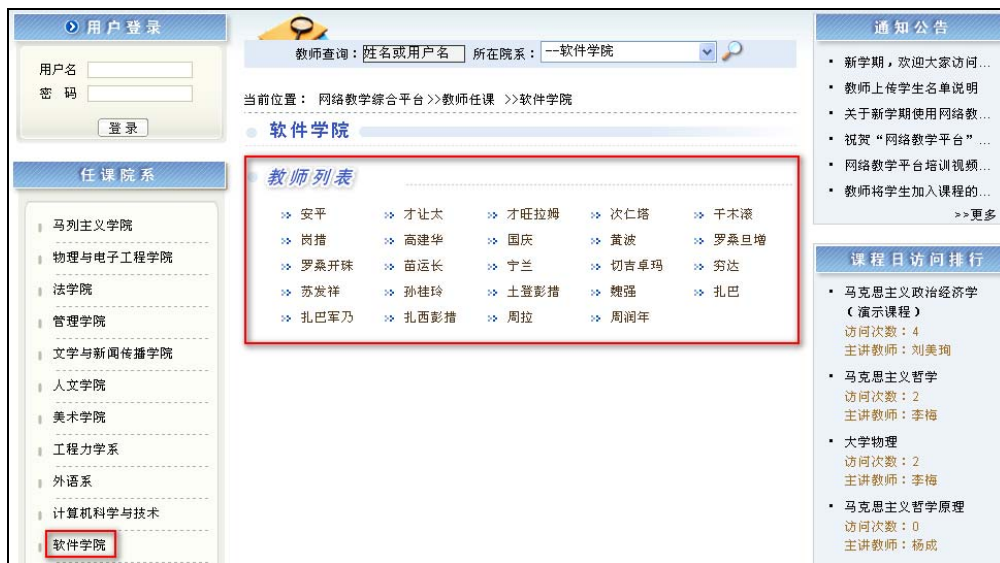 用户登录
用户名
密 码
登录
任课院系
马列主义学院
物理与电子工程学院
法学院
管理学院
文学与新闻传播学院
人文学院
美术学院
工程力学系
外语系
计算机科学与技术
软件学院
教师查询：姓名或用户名 所在院系：--软件学院
当前位置： 网络教学综合平台>>教师任课 >>软件学院
软件学院
教师列表
安平 才让太 才旺拉姆 次仁塔 干木滚
岗措 高建华 国庆 黄波 罗桑旦增
罗桑开珠 苗运长 宁兰 切吉卓玛 穷达
苏发祥 孙桂玲 土登彭措 魏强 扎巴
扎巴军乃 扎西彭措 周拉 周润年
通知公告
新学期，欢迎大家访问...
教师上传学生名单说明
关于新学期使用网络教...
祝贺“网络教学平台”...
网络教学平台培训视频...
教师将学生加入课程的...
>>更多
课程日访问排行
马克思主义政治经济学
（演示课程）
访问次数：4
主讲教师：刘美珣
马克思主义哲学
访问次数：2
主讲教师：李梅
大学物理
访问次数：2
主讲教师：李梅
马克思主义哲学原理
访问次数：0
主讲教师：杨成